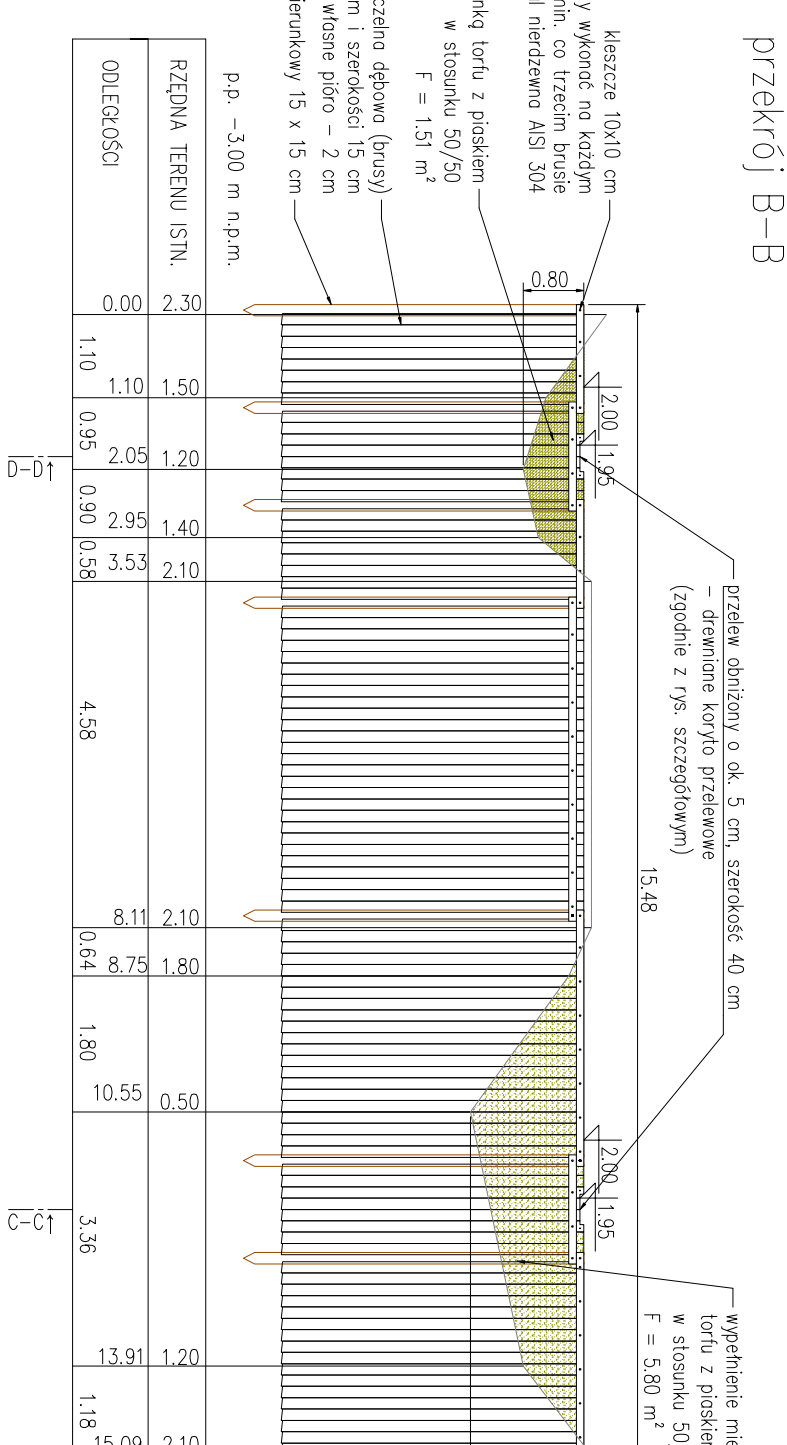 przekrój B-B
kleszcze 10x10 cm
y wykonać na każdym
min. co trzecim brusie
l nierdzewna AISI 304
nką torfu z piaskiem
w stosunku 50/50
F = 1.51 m²
czelna dębowa (brusy)
m i szerokości 15 cm
własne pióro - 2 cm
ierunkowy 15 x 15 cm
przelew obniżony o ok. 5 cm, szerokość 40 cm
- drewniane koryto przelewowe
(zgodnie z rys. szczegółowym)
wypełnienie mie
torfu z piaskiem
w stosunku 50
F = 5.80 m²
15.48
0.80
2.00
1.95
2.00
1.95
p.p. -3.00 m n.p.m.
RZĘDNA TERENU ISTN.
2.30 1.50 1.20 1.40 2.10 2.10 1.80 0.50 1.20 2.10
ODLEGŁOŚCI
0.00 1.10 2.05 2.95 3.53 8.11 8.75 10.55 13.91 15.09
1.10 0.95 0.90 0.58 4.58 0.64 1.80 3.36 1.18
D-D
C-C